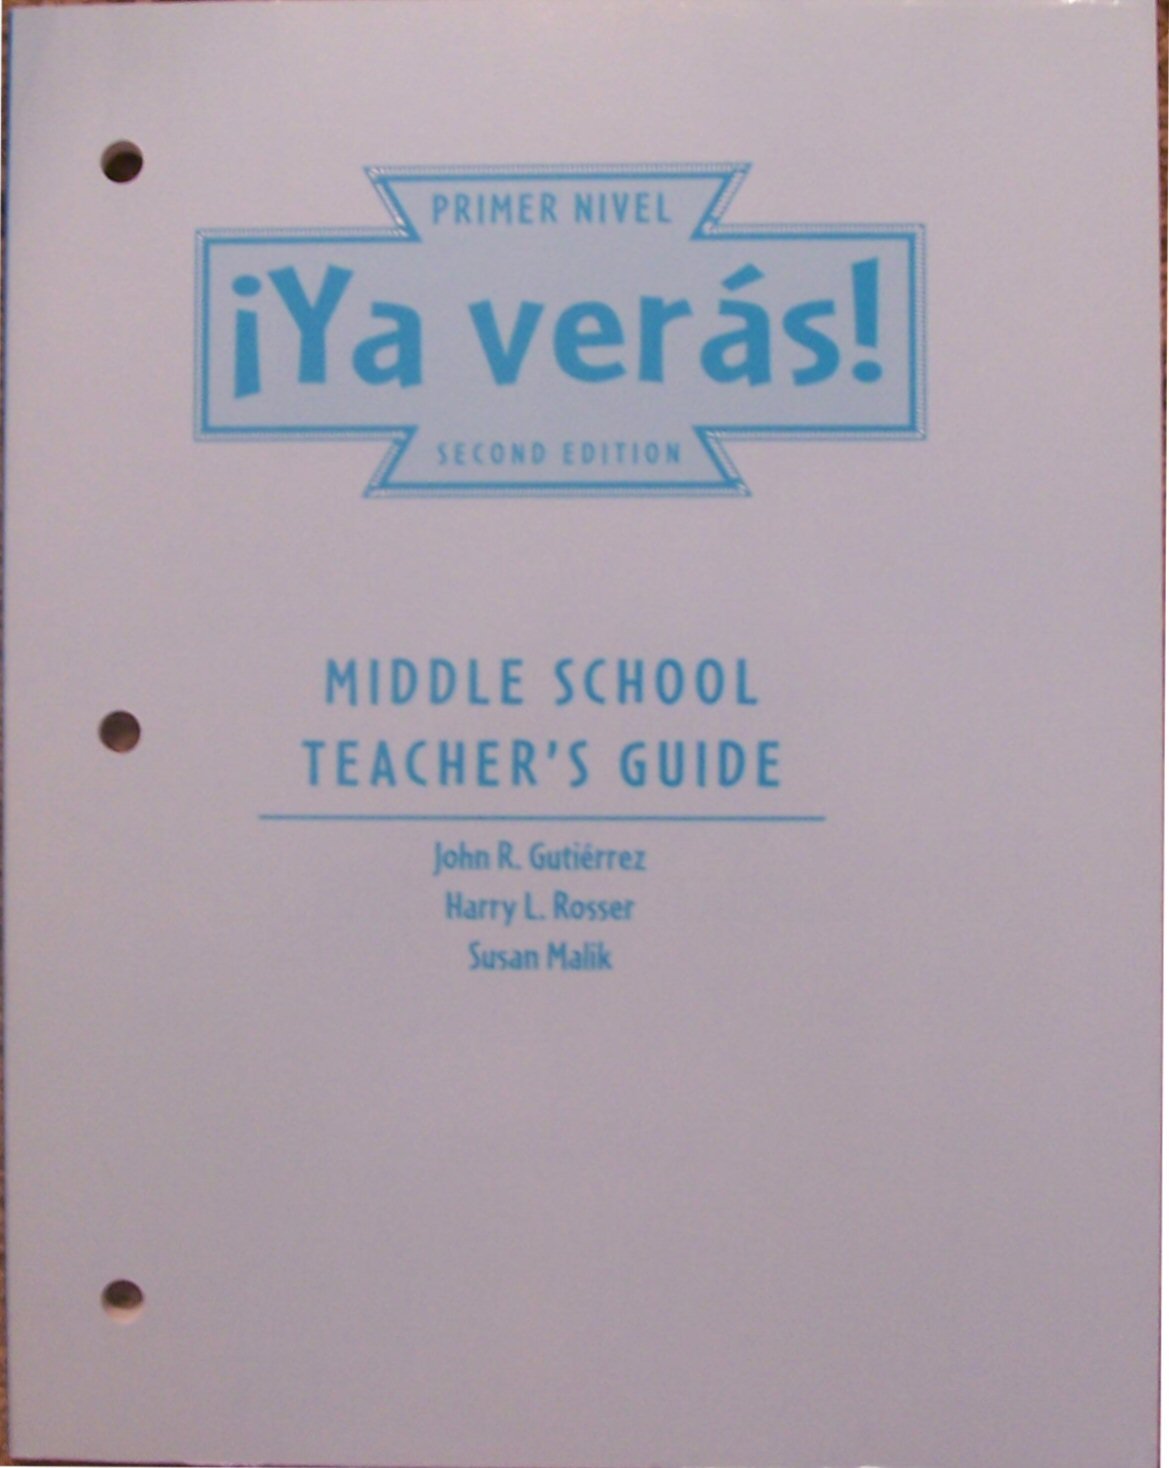 PRIMER NIVEL
¡Ya verás!
SECOND EDITION
MIDDLE SCHOOL
TEACHER'S GUIDE
John R. Gutiérrez
Harry L. Rosser
Susan Malik